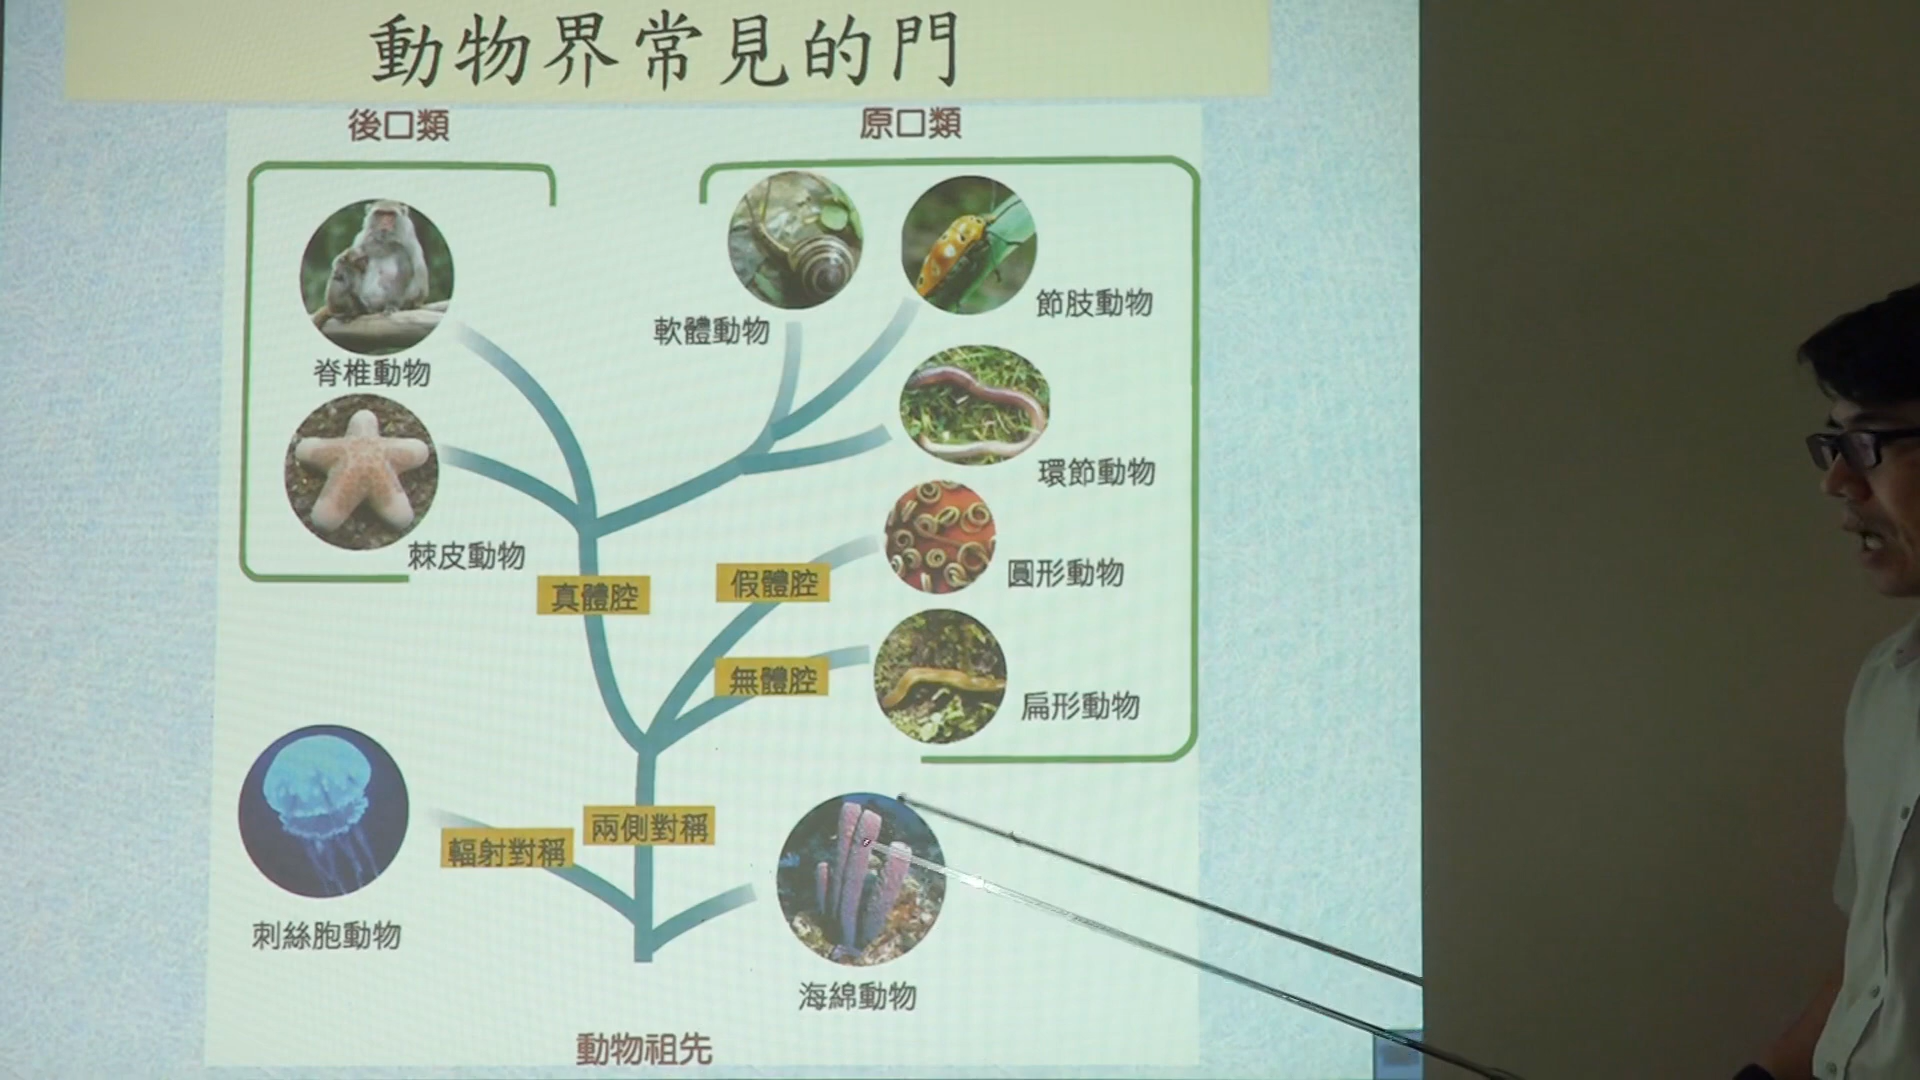 動物界常見的門
後口類
原口類
脊椎動物
軟體動物
節肢動物
棘皮動物
環節動物
真體腔
假體腔
圓形動物
無體腔
扁形動物
輻射對稱
兩側對稱
刺絲胞動物
海綿動物
動物祖先